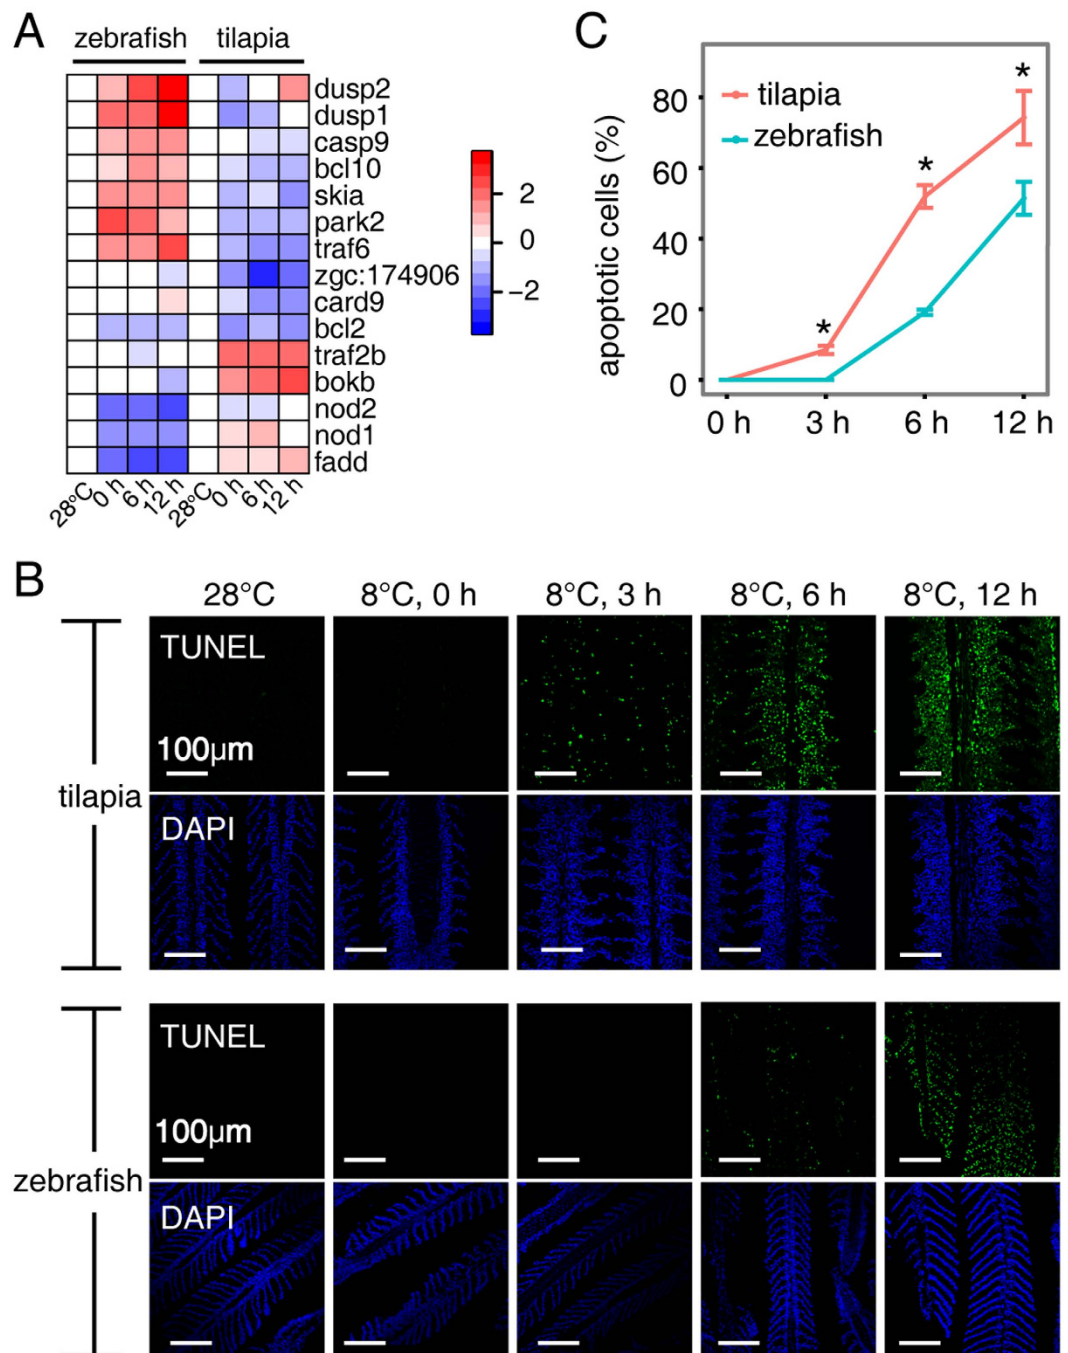 A
zebrafish tilapia
dusp2
dusp1
casp9
bcl10
skia
park2
traf6
zgc:174906
card9
bcl2
traf2b
bokb
nod2
nod1
fadd
28°C 0 h 6 h 12 h 28°C 0 h 6 h 12 h
2
0
−2
C
apoptotic cells (%)
80
60
40
20
0
tilapia
zebrafish
*
*
*
0 h 3 h 6 h 12 h
B
28°C 8°C, 0 h 8°C, 3 h 8°C, 6 h 8°C, 12 h
tilapia
TUNEL
100µm
DAPI
zebrafish
TUNEL
100µm
DAPI